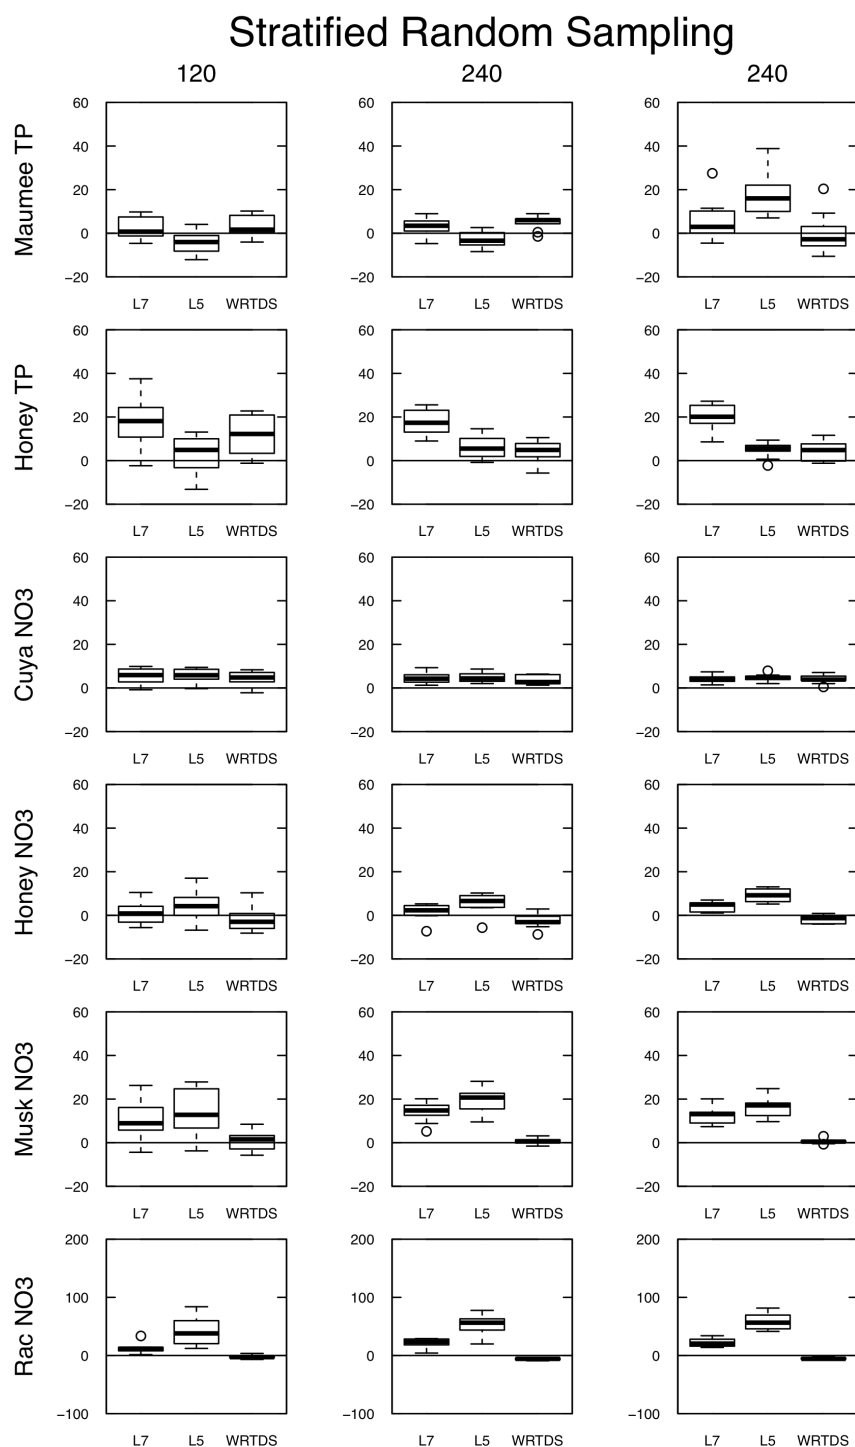 Stratified Random Sampling
120 240 240
Maumee TP
60 60 60
40 40 40
20 20 20
0 0 0
−20 −20 −20
L7 L5 WRTDS L7 L5 WRTDS L7 L5 WRTDS
Honey TP
60 60 60
40 40 40
20 20 20
0 0 0
−20 −20 −20
L7 L5 WRTDS L7 L5 WRTDS L7 L5 WRTDS
Cuya NO3
60 60 60
40 40 40
20 20 20
0 0 0
−20 −20 −20
L7 L5 WRTDS L7 L5 WRTDS L7 L5 WRTDS
Honey NO3
60 60 60
40 40 40
20 20 20
0 0 0
−20 −20 −20
L7 L5 WRTDS L7 L5 WRTDS L7 L5 WRTDS
Musk NO3
60 60 60
40 40 40
20 20 20
0 0 0
−20 −20 −20
L7 L5 WRTDS L7 L5 WRTDS L7 L5 WRTDS
Rac NO3
200 200 200
100 100 100
0 0 0
−100 −100 −100
L7 L5 WRTDS L7 L5 WRTDS L7 L5 WRTDS